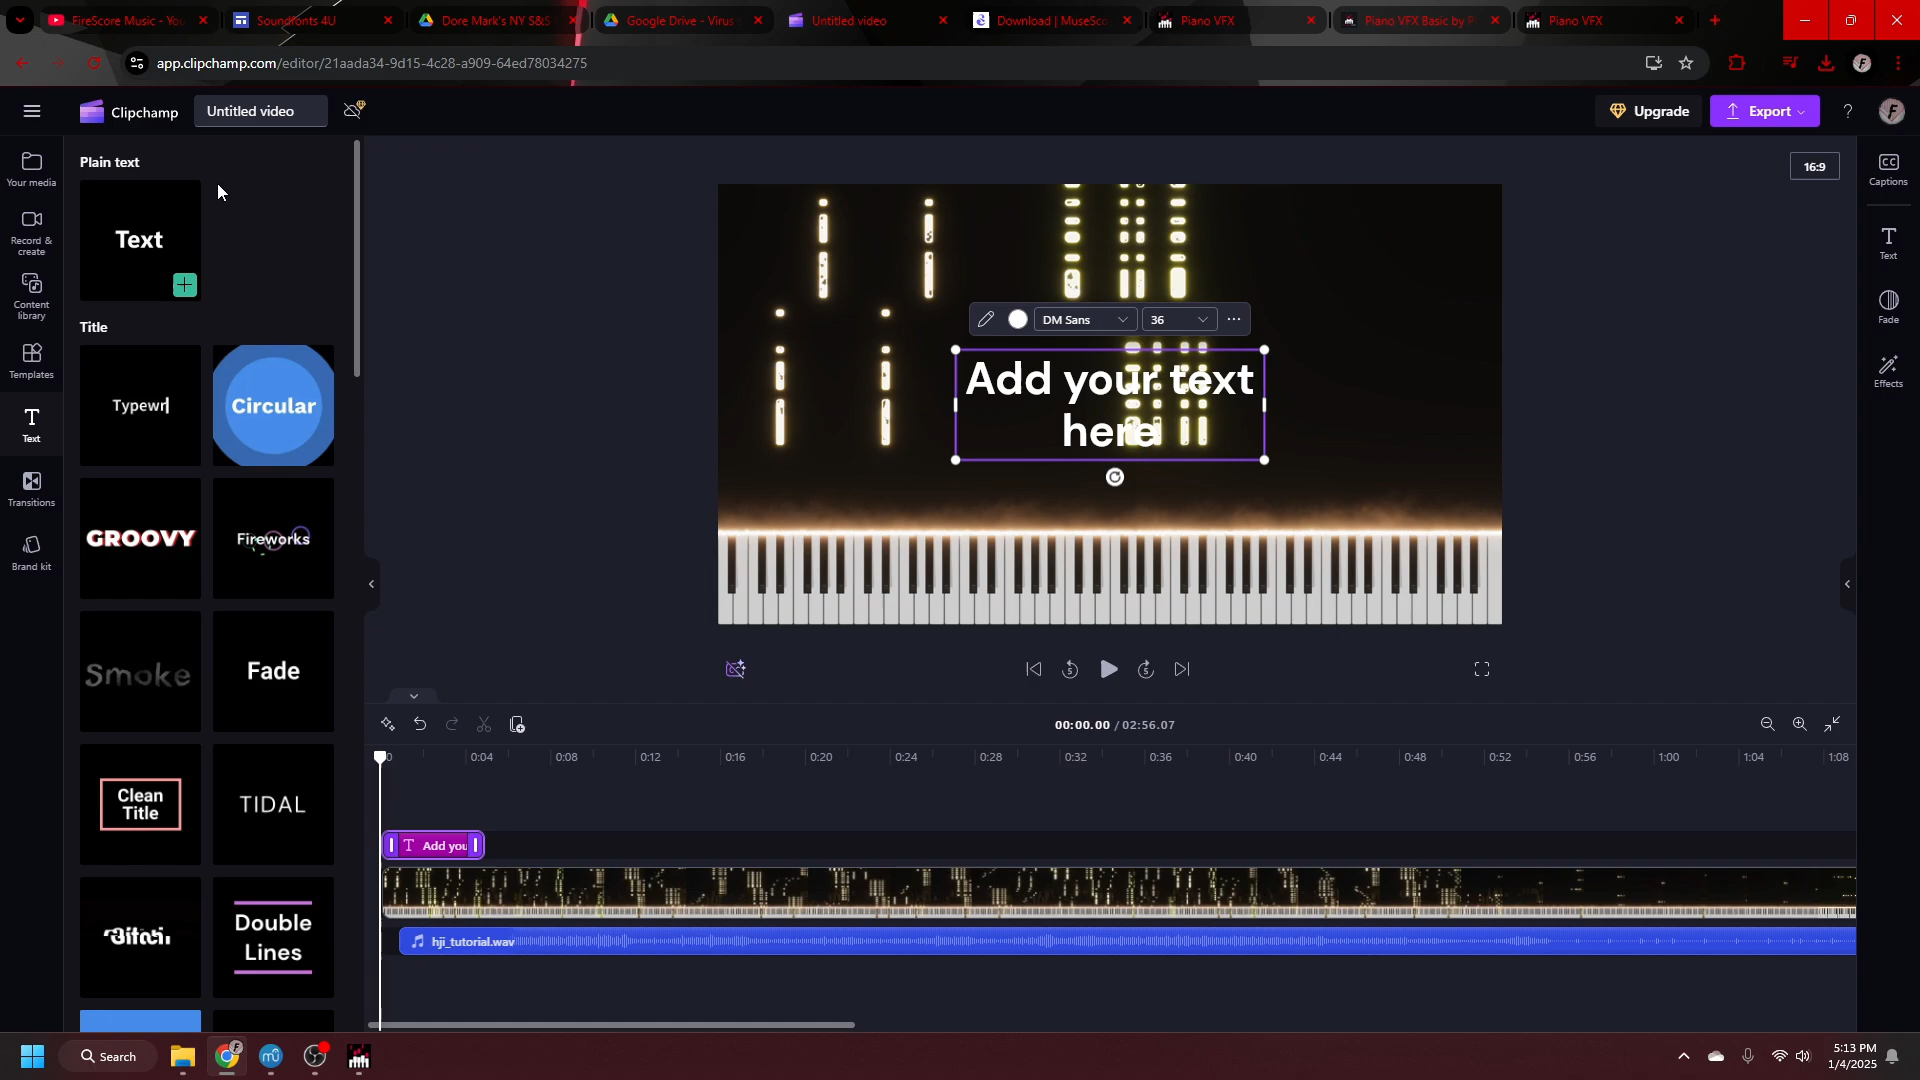 FireScore Music - You
Soundfonts 4U
Dore Mark's NY S&S
Google Drive - Virus
Untitled video
Download | MuseSco
Piano VFX
Piano VFX Basic by P
Piano VFX
app.clipchamp.com/editor/21aada34-9d15-4c28-a909-64ed78034275
Clipchamp
Untitled video
Upgrade
Export
?
Your media
Record &
create
Content
library
Templates
Text
Transitions
Brand kit
Plain text
Text
Title
Typewr
Circular
GROOVY
Fireworks
Smoke
Fade
Clean
Title
TIDAL
Double
Lines
16:9
DM Sans
36
Add your text
here
Captions
Text
Fade
Effects
5
5
00:00.00 / 02:56.07
0
0:04
0:08
0:12
0:16
0:20
0:24
0:28
0:32
0:36
0:40
0:44
0:48
0:52
0:56
1:00
1:04
1:08
T Add you
hji_tutorial.wav
Search
5:13 PM
1/4/2025